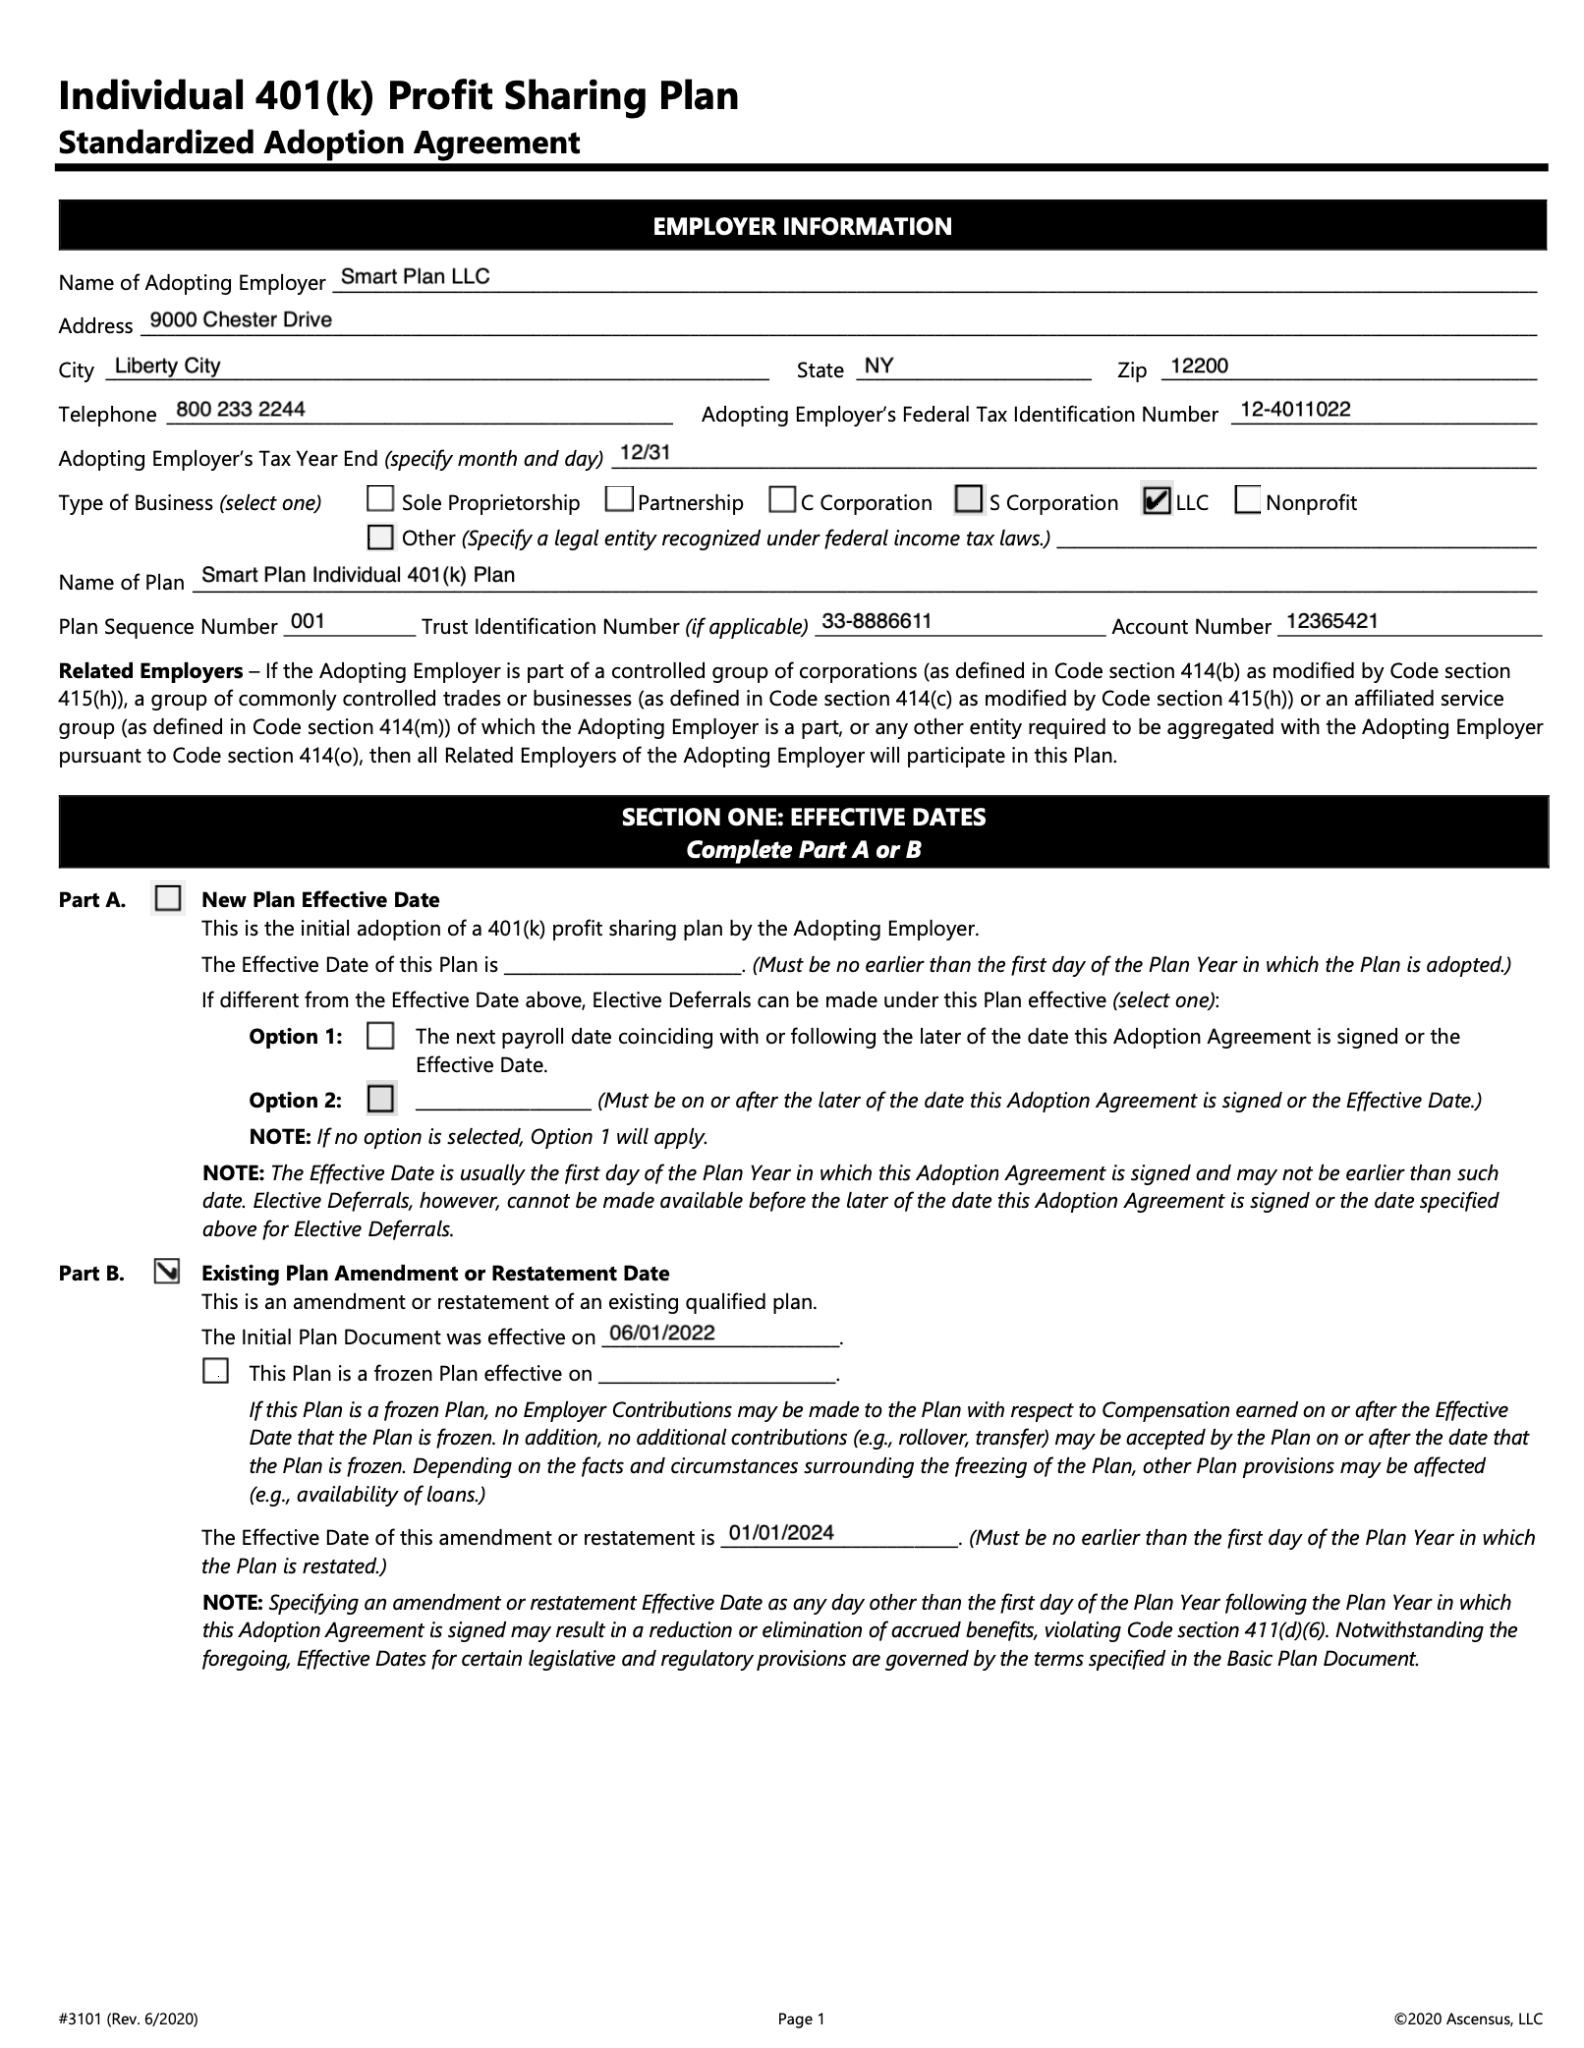 Individual 401(k) Profit Sharing Plan
Standardized Adoption Agreement
EMPLOYER INFORMATION
Name of Adopting Employer Smart Plan LLC
Address 9000 Chester Drive
City Liberty City State NY Zip 12200
Telephone 800 233 2244 Adopting Employer's Federal Tax Identification Number 12-4011022
Adopting Employer's Tax Year End (specify month and day) 12/31
Type of Business (select one) ☐ Sole Proprietorship ☐ Partnership ☐ C Corporation ☐ S Corporation ☑ LLC ☐ Nonprofit
☐ Other (Specify a legal entity recognized under federal income tax laws.)
Name of Plan Smart Plan Individual 401(k) Plan
Plan Sequence Number 001 Trust Identification Number (if applicable) 33-8886611 Account Number 12365421
Related Employers – If the Adopting Employer is part of a controlled group of corporations (as defined in Code section 414(b) as modified by Code section
415(h)), a group of commonly controlled trades or businesses (as defined in Code section 414(c) as modified by Code section 415(h)) or an affiliated service
group (as defined in Code section 414(m)) of which the Adopting Employer is a part, or any other entity required to be aggregated with the Adopting Employer
pursuant to Code section 414(o), then all Related Employers of the Adopting Employer will participate in this Plan.
SECTION ONE: EFFECTIVE DATES
Complete Part A or B
Part A. ☐ New Plan Effective Date
This is the initial adoption of a 401(k) profit sharing plan by the Adopting Employer.
The Effective Date of this Plan is ____________. (Must be no earlier than the first day of the Plan Year in which the Plan is adopted.)
If different from the Effective Date above, Elective Deferrals can be made under this Plan effective (select one):
Option 1: ☐ The next payroll date coinciding with or following the later of the date this Adoption Agreement is signed or the
Effective Date.
Option 2: ☐ ____________ (Must be on or after the later of the date this Adoption Agreement is signed or the Effective Date.)
NOTE: If no option is selected, Option 1 will apply.
NOTE: The Effective Date is usually the first day of the Plan Year in which this Adoption Agreement is signed and may not be earlier than such
date. Elective Deferrals, however, cannot be made available before the later of the date this Adoption Agreement is signed or the date specified
above for Elective Deferrals.
Part B. ☑ Existing Plan Amendment or Restatement Date
This is an amendment or restatement of an existing qualified plan.
The Initial Plan Document was effective on 06/01/2022.
☐ This Plan is a frozen Plan effective on ____________.
If this Plan is a frozen Plan, no Employer Contributions may be made to the Plan with respect to Compensation earned on or after the Effective
Date that the Plan is frozen. In addition, no additional contributions (e.g., rollover, transfer) may be accepted by the Plan on or after the date that
the Plan is frozen. Depending on the facts and circumstances surrounding the freezing of the Plan, other Plan provisions may be affected
(e.g., availability of loans.)
The Effective Date of this amendment or restatement is 01/01/2024. (Must be no earlier than the first day of the Plan Year in which
the Plan is restated.)
NOTE: Specifying an amendment or restatement Effective Date as any day other than the first day of the Plan Year following the Plan Year in which
this Adoption Agreement is signed may result in a reduction or elimination of accrued benefits, violating Code section 411(d)(6). Notwithstanding the
foregoing, Effective Dates for certain legislative and regulatory provisions are governed by the terms specified in the Basic Plan Document.
#3101 (Rev. 6/2020) Page 1 ©2020 Ascensus, LLC